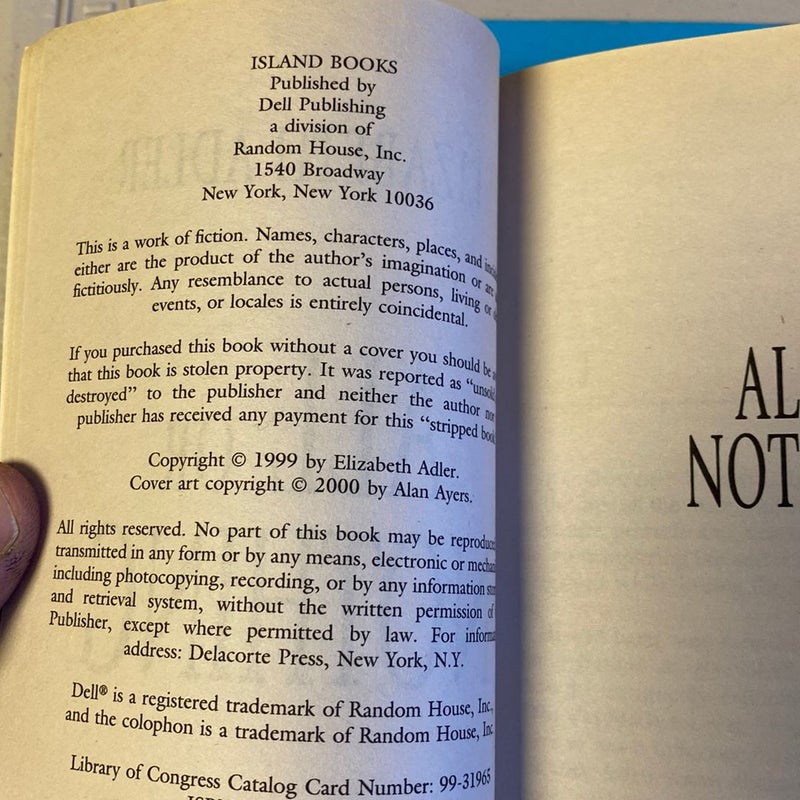 ISLAND BOOKS
Published by
Dell Publishing
a division of
Random House, Inc.
1540 Broadway
New York, New York 10036
This is a work of fiction. Names, characters, places, and
either are the product of the author's imagination or
fictitiously. Any resemblance to actual persons, living or
events, or locales is entirely coincidental.
If you purchased this book without a cover you should be
that this book is stolen property. It was reported as
destroyed” to the publisher and neither the author
publisher has received any payment for this “stripped
Copyright © 1999 by Elizabeth Adler.
Cover art copyright © 2000 by Alan Ayers.
All rights reserved. No part of this book may be
transmitted in any form or by any means, electronic or
including photocopying, recording, or by any information
and retrieval system, without the written permission of
Publisher, except where permitted by law. For
address: Delacorte Press, New York, N.Y.
Dell® is a registered trademark of Random House, Inc.,
and the colophon is a trademark of Random House, Inc.
Library of Congress Catalog Card Number: 99-31965
AL
NOT